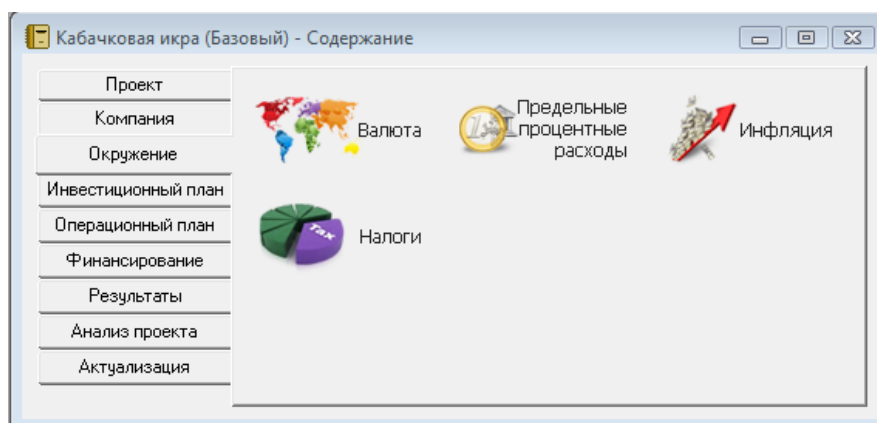 Кабачковая икра (Базовый) - Содержание
Проект
Компания
Окружение
Инвестиционный план
Операционный план
Финансирование
Результаты
Анализ проекта
Актуализация
Валюта
Предельные
процентные
расходы
Инфляция
Tax
Налоги